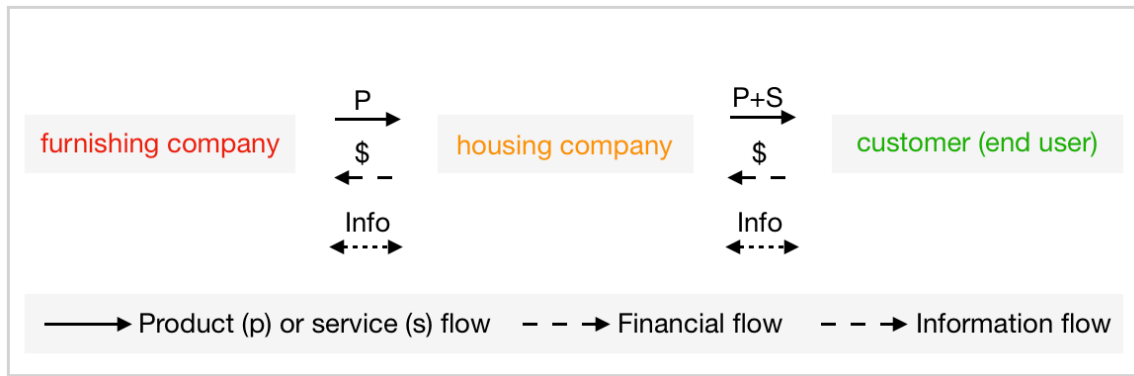 P
P+S
furnishing company
housing company
customer (end user)
$
$
Info
Info
Product (p) or service (s) flow
Financial flow
Information flow